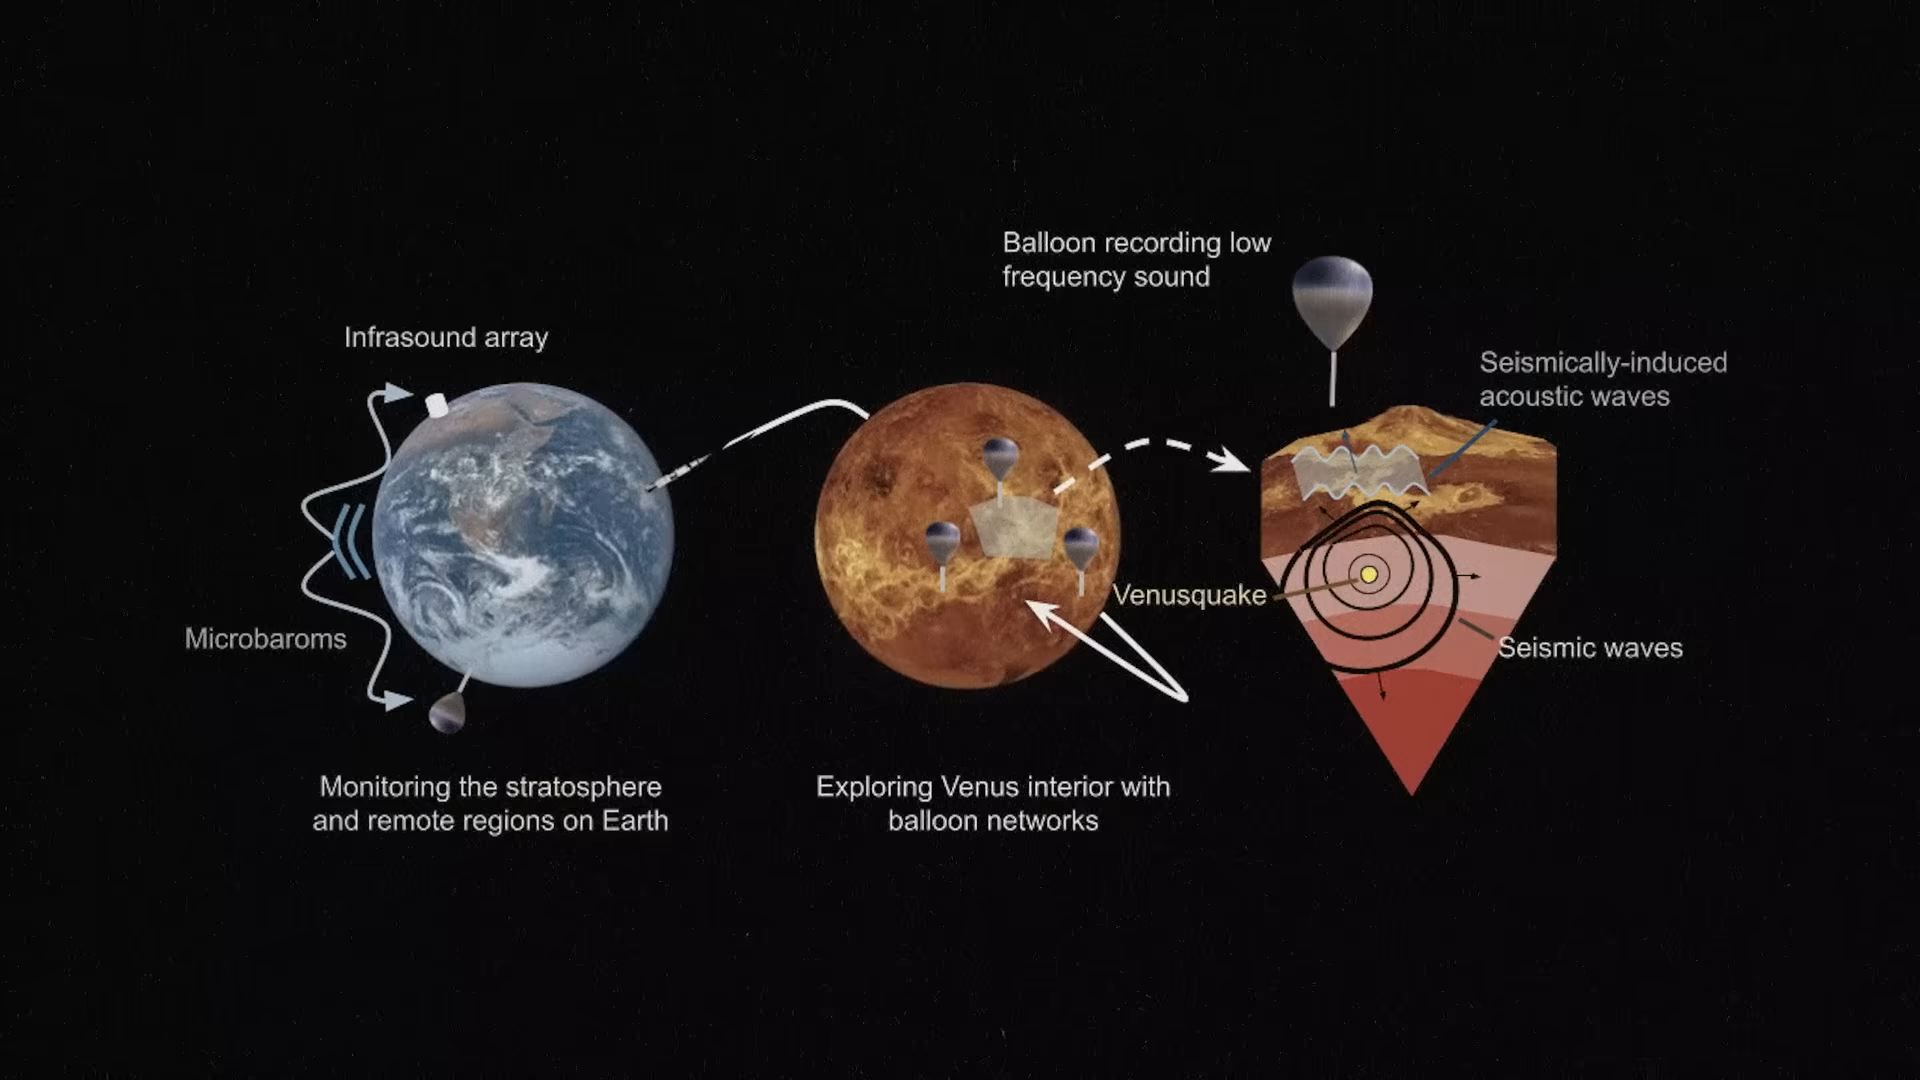 Balloon recording low
frequency sound
Infrasound array
Seismically-induced
acoustic waves
Venusquake
Microbaroms
Seismic waves
Monitoring the stratosphere
and remote regions on Earth
Exploring Venus interior with
balloon networks